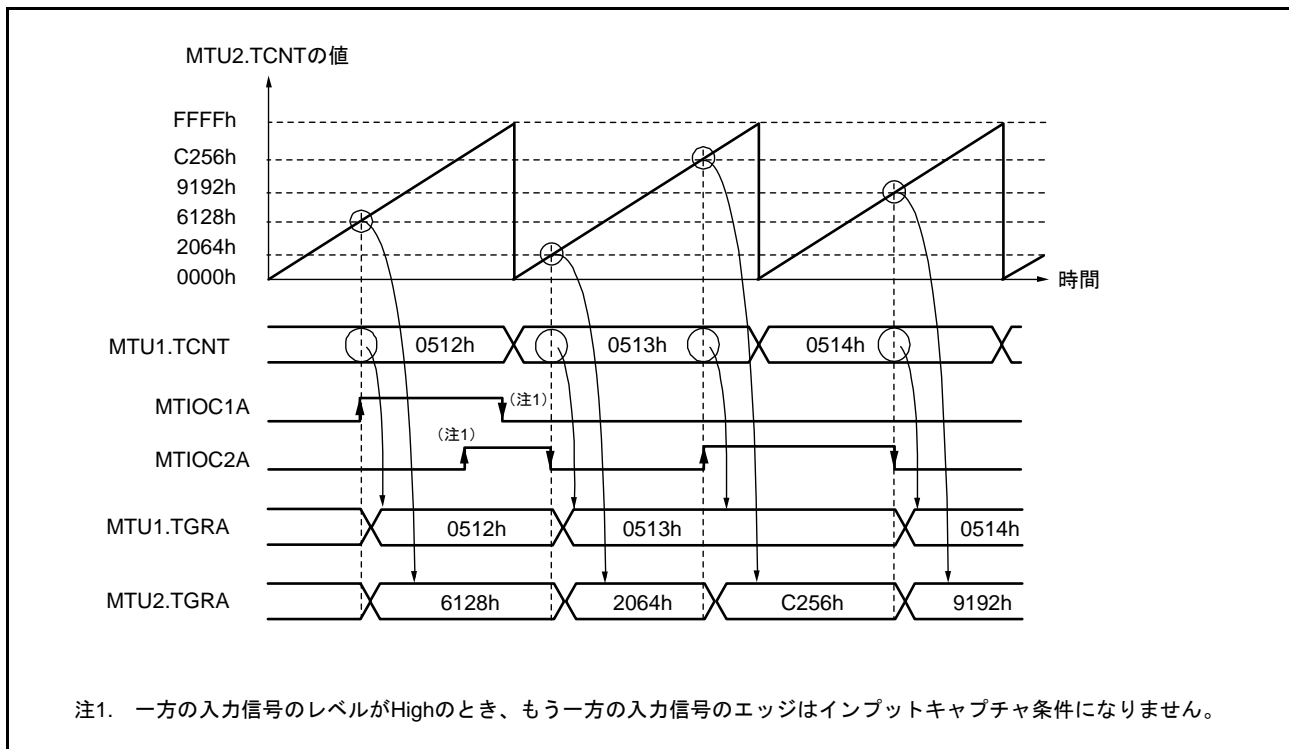 MTU2.TCNTの値
FFFFh
C256h
9192h
6128h
2064h
0000h
時間
MTU1.TCNT
0512h
0513h
0514h
MTIOC1A
（注1）
（注1）
MTIOC2A
MTU1.TGRA
0512h
0513h
0514h
MTU2.TGRA
6128h
2064h
C256h
9192h
注1. 一方の入力信号のレベルがHighのとき、もう一方の入力信号のエッジはインプットキャプチャ条件になりません。